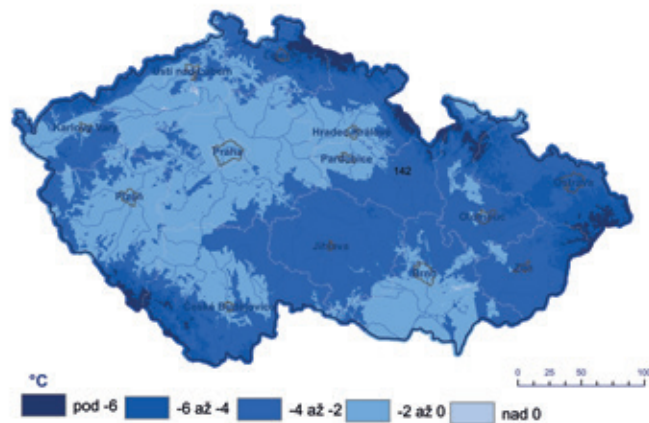 Ústí nad Labem
Karlovy Vary
Hradec Králové
Praha
Pardubice
142
Plzeň
Ostrava
Olomouc
Jihlava
Brno
Zlín
České Budějovice
°C
0 25 50 100
pod -6 -6 až -4 -4 až -2 -2 až 0 nad 0